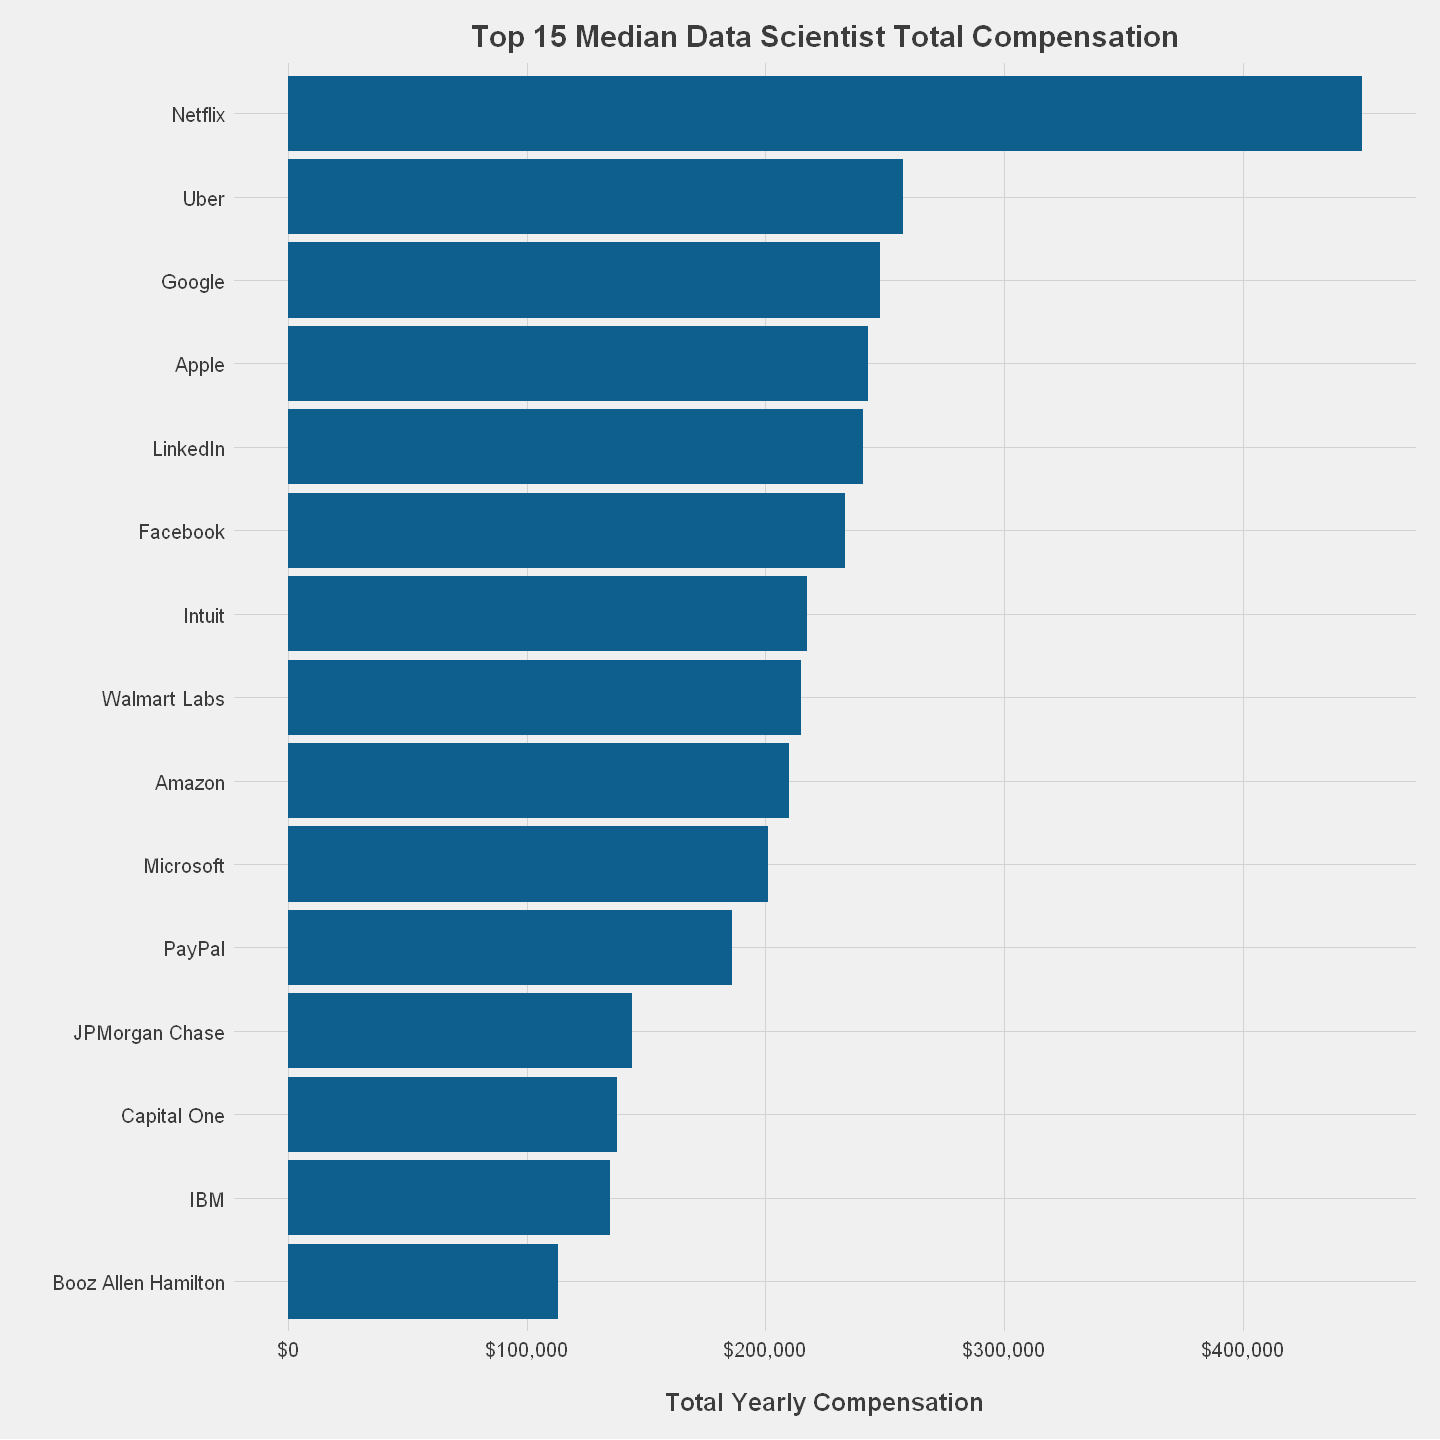 Top 15 Median Data Scientist Total Compensation
Netflix
Uber
Google
Apple
LinkedIn
Facebook
Intuit
Walmart Labs
Amazon
Microsoft
PayPal
JPMorgan Chase
Capital One
IBM
Booz Allen Hamilton
$0 $100,000 $200,000 $300,000 $400,000
Total Yearly Compensation